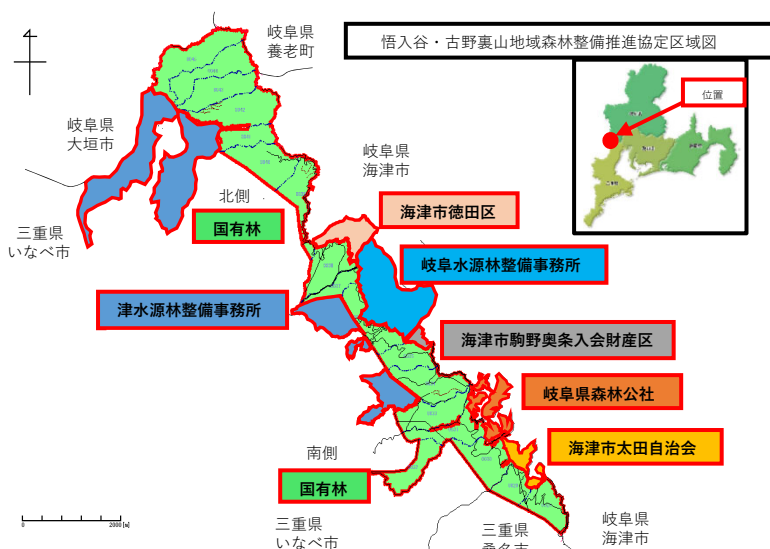 悟入谷・古野裏山地域森林整備推進協定区域図
岐阜県
養老町
位置
岐阜県
大垣市
岐阜県
海津市
北側
国有林
海津市徳田区
三重県
いなべ市
岐阜水源林整備事務所
津水源林整備事務所
海津市駒野奥条入会財産区
岐阜県森林公社
海津市太田自治会
南側
国有林
三重県
いなべ市
三重県
桑名市
岐阜県
海津市
0 2000 [m]